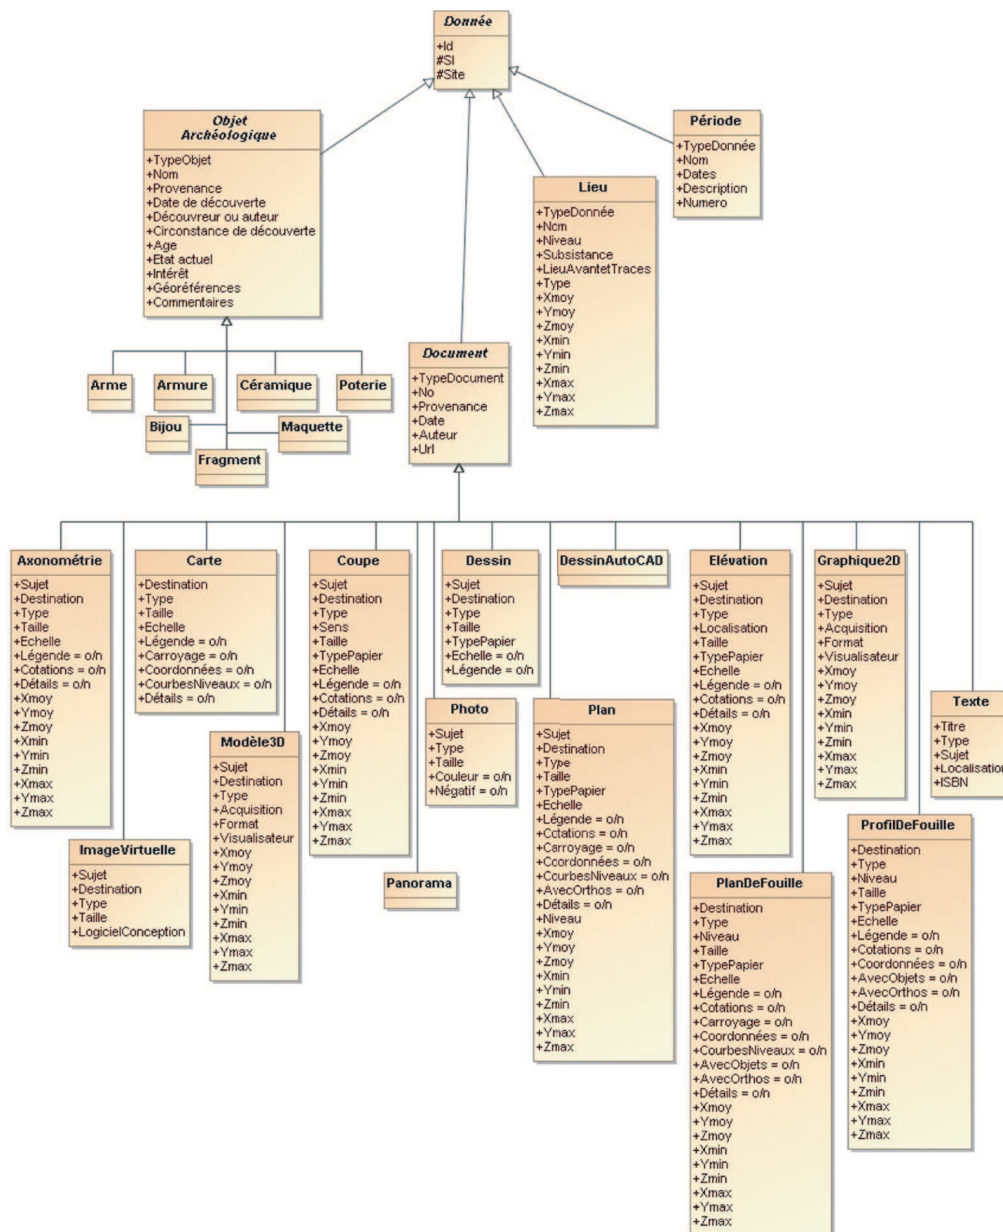 Donnée
+Id
#SI
#Site
Objet
Archéologique
+TypeObjet
+Nom
+Provenance
+Date de découverte
+Découvreur ou auteur
+Circonstance de découverte
+Age
+Etat actuel
+Intérêt
+Géoréférences
+Commentaires
Lieu
+TypeDonnée
+Nom
+Niveau
+Subsistance
+LieuAvantetTraces
+Type
+Xmoy
+Ymoy
+Zmoy
+Xmin
+Ymin
+Zmin
+Xmax
+Ymax
+Zmax
Période
+TypeDonnée
+Nom
+Dates
+Description
+Numero
Arme
Armure
Céramique
Poterie
Bijou
Maquette
Fragment
Document
+TypeDocument
+No
+Provenance
+Date
+Auteur
+Url
Axonométrie
+Sujet
+Destination
+Type
+Taille
+Echelle
+Légende = o/n
+Cotations = o/n
+Détails = o/n
+Xmoy
+Ymoy
+Zmoy
+Xmin
+Ymin
+Zmin
+Xmax
+Ymax
+Zmax
Carte
+Destination
+Type
+Taille
+Echelle
+Légende = o/n
+Carroyage = o/n
+Coordonnées = o/n
+CourbesNiveaux = o/n
+Détails = o/n
Coupe
+Sujet
+Destination
+Type
+Sens
+Taille
+TypePapier
+Echelle
+Légende = o/n
+Cotations = o/n
+Détails = o/n
+Xmoy
+Ymoy
+Zmoy
+Xmin
+Ymin
+Zmin
+Xmax
+Ymax
+Zmax
Dessin
+Sujet
+Destination
+Type
+Taille
+TypePapier
+Echelle = o/n
+Légende = o/n
DessinAutoCAD
Elévation
+Sujet
+Destination
+Type
+Localisation
+Taille
+TypePapier
+Echelle
+Légende = o/n
+Cotations = o/n
+Détails = o/n
+Xmoy
+Ymoy
+Zmoy
+Xmin
+Ymin
+Zmin
+Xmax
+Ymax
+Zmax
Graphique2D
+Sujet
+Destination
+Type
+Acquisition
+Format
+Visualisateur
+Xmoy
+Ymoy
+Zmoy
+Xmin
+Ymin
+Zmin
+Xmax
+Ymax
+Zmax
Texte
+Titre
+Type
+Sujet
+Localisation
+ISBN
Modèle3D
+Sujet
+Destination
+Type
+Acquisition
+Format
+Visualisateur
+Xmoy
+Ymoy
+Zmoy
+Xmin
+Ymin
+Zmin
+Xmax
+Ymax
+Zmax
Photo
+Sujet
+Type
+Taille
+Couleur = o/n
+Négatif = o/n
Plan
+Sujet
+Destination
+Type
+Taille
+TypePapier
+Echelle
+Légende = o/n
+Cotations = o/n
+Carroyage = o/n
+Coordonnées = o/n
+CourbesNiveaux = o/n
+AvecOrthos = o/n
+Détails = o/n
+Niveau
+Xmoy
+Ymoy
+Zmoy
+Xmin
+Ymin
+Zmin
+Xmax
+Ymax
+Zmax
ImageVirtuelle
+Sujet
+Destination
+Type
+Taille
+LogicielConception
Panorama
PlanDeFouille
+Destination
+Type
+Niveau
+Taille
+TypePapier
+Echelle
+Légende = o/n
+Cotations = o/n
+Carroyage = o/n
+Coordonnées = o/n
+CourbesNiveaux = o/n
+AvecObjets = o/n
+AvecOrthos = o/n
+Détails = o/n
+Xmoy
+Ymoy
+Zmoy
+Xmin
+Ymin
+Zmin
+Xmax
+Ymax
+Zmax
ProfilDeFouille
+Destination
+Type
+Niveau
+Taille
+TypePapier
+Echelle
+Légende = o/n
+Cotations = o/n
+Coordonnées = o/n
+AvecObjets = o/n
+AvecOrthos = o/n
+Détails = o/n
+Xmoy
+Ymoy
+Zmoy
+Xmin
+Ymin
+Zmin
+Xmax
+Ymax
+Zmax